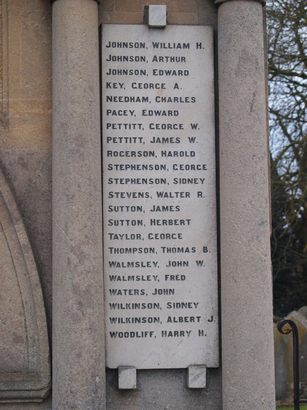 JOHNSON, WILLIAM H.
JOHNSON, ARTHUR
JOHNSON, EDWARD
KEY, GEORGE A.
NEEDHAM, CHARLES
PACEY, EDWARD
PETTITT, GEORGE W.
PETTITT, JAMES W.
ROGERSON, HAROLD
STEPHENSON, GEORGE
STEPHENSON, SIDNEY
STEVENS, WALTER R.
SUTTON, JAMES
SUTTON, HERBERT
TAYLOR, GEORGE
THOMPSON, THOMAS B.
WALMSLEY, JOHN W.
WALMSLEY, FRED
WATERS, JOHN
WILKINSON, SIDNEY
WILKINSON, ALBERT J.
WOODLIFF, HARRY H.